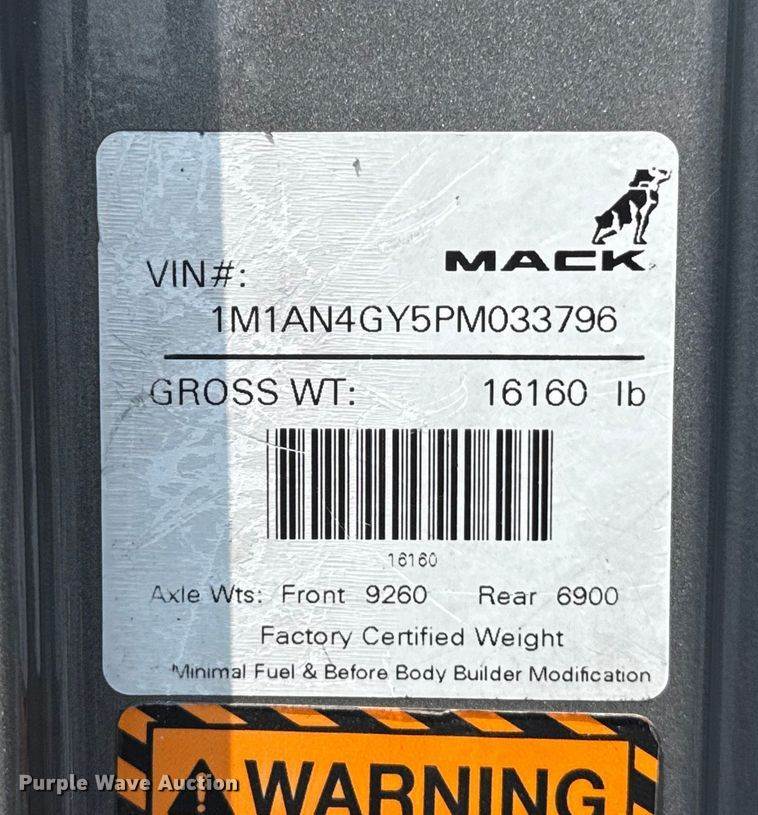 MACK
VIN#:
1M1AN4GY5PM033796
GROSS WT: 16160 lb
16160
Axle Wts: Front 9260 Rear 6900
Factory Certified Weight
*Minimal Fuel & Before Body Builder Modification
WARNING
Purple Wave Auction